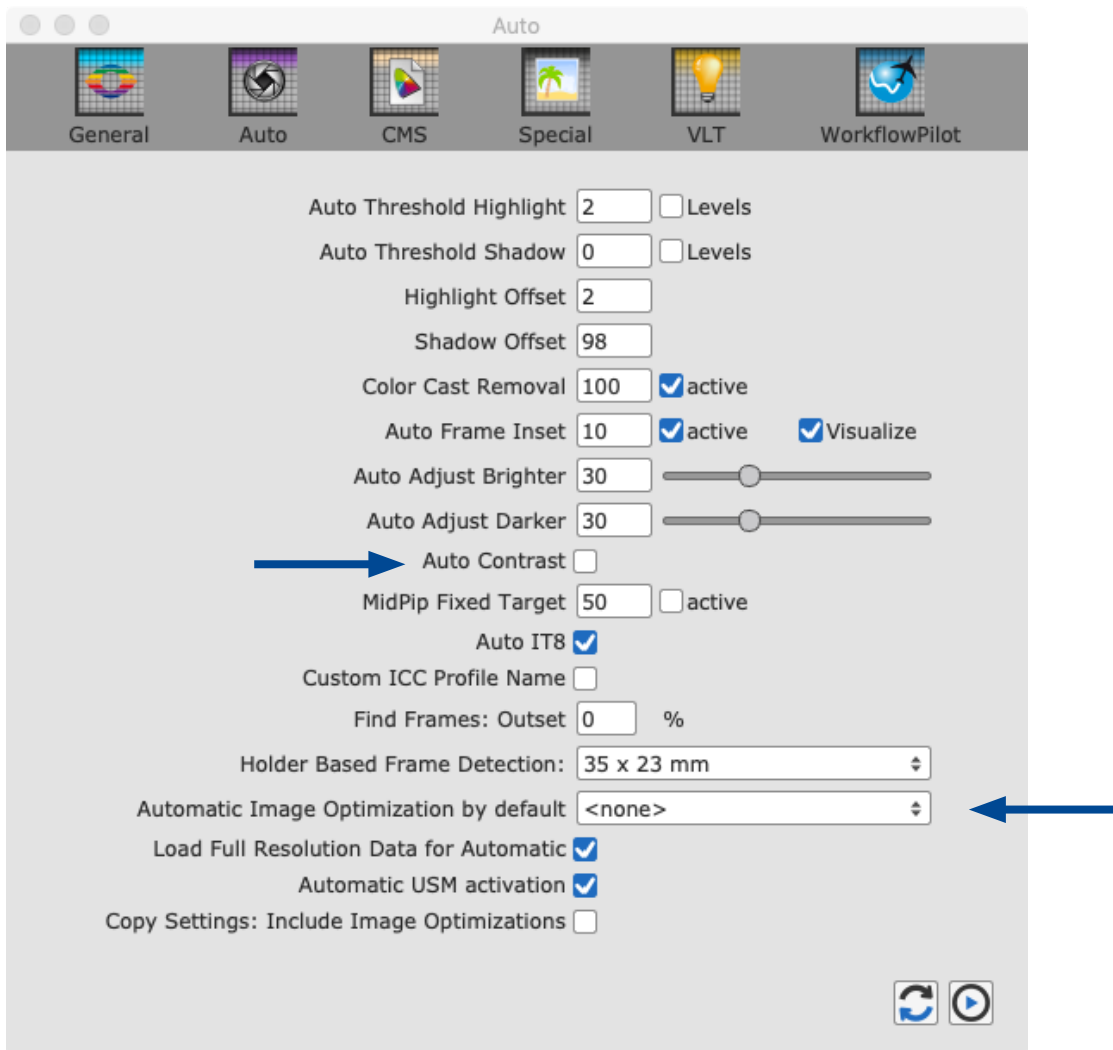 Auto
General Auto CMS Special VLT WorkflowPilot
Auto Threshold Highlight 2 Levels
Auto Threshold Shadow 0 Levels
Highlight Offset 2
Shadow Offset 98
Color Cast Removal 100 active
Auto Frame Inset 10 active Visualize
Auto Adjust Brighter 30
Auto Adjust Darker 30
Auto Contrast
MidPip Fixed Target 50 active
Auto IT8
Custom ICC Profile Name
Find Frames: Outset 0 %
Holder Based Frame Detection: 35 x 23 mm
Automatic Image Optimization by default <none>
Load Full Resolution Data for Automatic
Automatic USM activation
Copy Settings: Include Image Optimizations